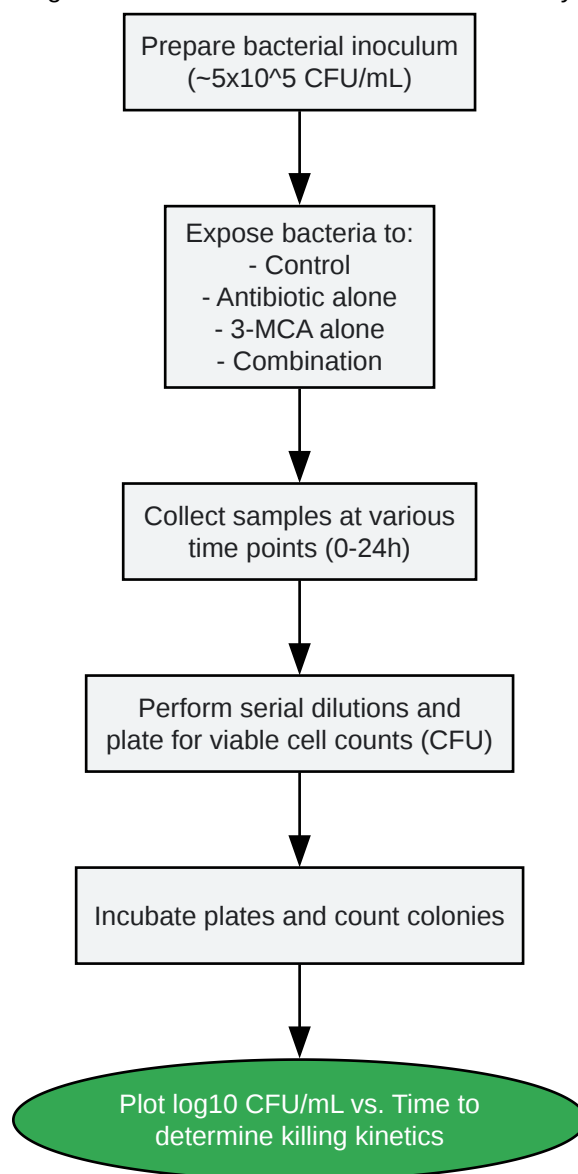 Prepare bacterial inoculum
(~5x10^5 CFU/mL)
Expose bacteria to:
- Control
- Antibiotic alone
- 3-MCA alone
- Combination
Collect samples at various
time points (0-24h)
Perform serial dilutions and
plate for viable cell counts (CFU)
Incubate plates and count colonies
Plot log10 CFU/mL vs. Time to
determine killing kinetics